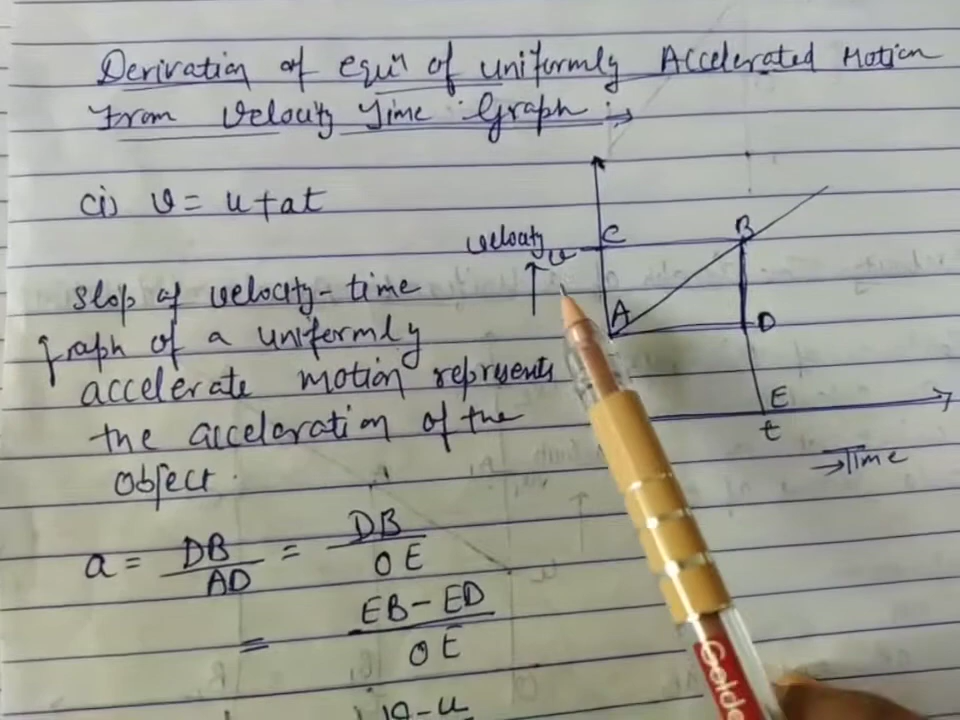 Derivation of equⁿ of uniformly Accelerated Motion
From Velocity Time Graph :→
(i) v = u + at
Slop of velocity-time
graph of a uniformly
accelerate motion represents
the acceleration of the
object.
a = DB/AD = DB/OE
= EB - ED/OE
v - u
Velocity
v
C
B
A
D
E
t
→ Time
Golde